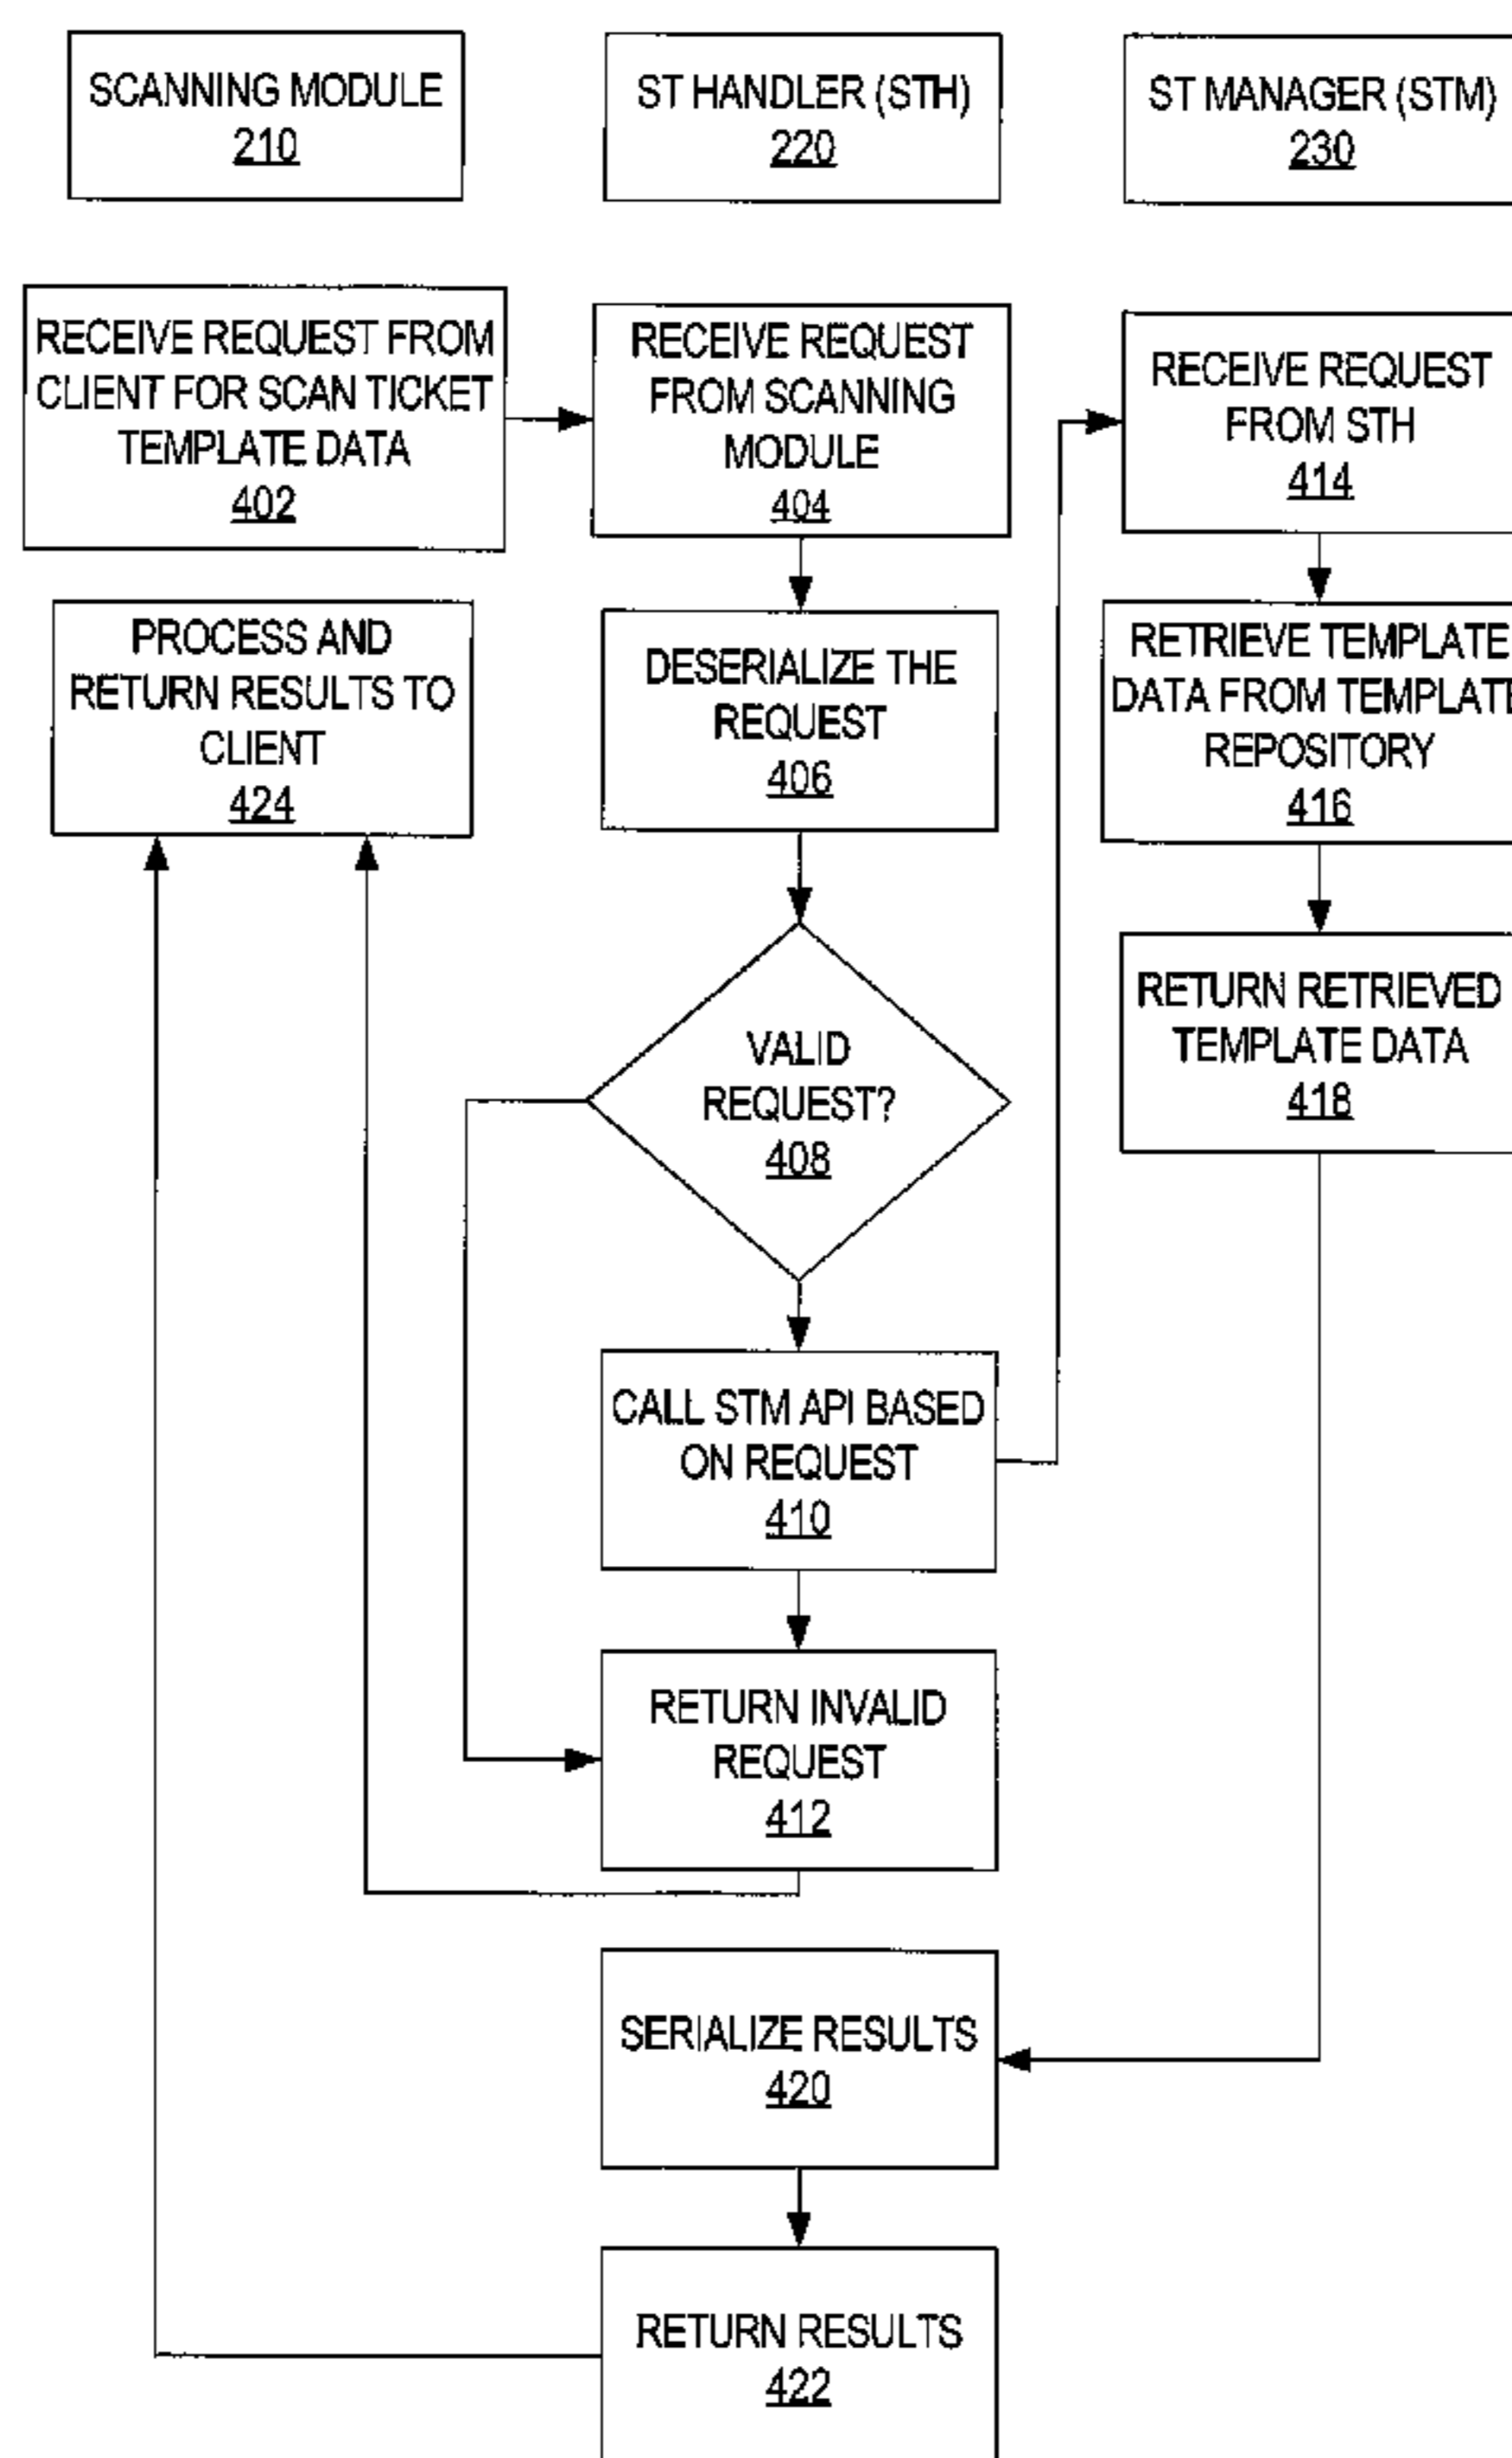 SCANNING MODULE
210
ST HANDLER (STH)
220
ST MANAGER (STM)
230
RECEIVE REQUEST FROM
CLIENT FOR SCAN TICKET
TEMPLATE DATA
402
RECEIVE REQUEST
FROM SCANNING
MODULE
404
RECEIVE REQUEST
FROM STH
414
PROCESS AND
RETURN RESULTS TO
CLIENT
424
DESERIALIZE THE
REQUEST
406
RETRIEVE TEMPLATE
DATA FROM TEMPLATE
REPOSITORY
416
VALID
REQUEST?
408
RETURN RETRIEVED
TEMPLATE DATA
418
CALL STM API BASED
ON REQUEST
410
RETURN INVALID
REQUEST
412
SERIALIZE RESULTS
420
RETURN RESULTS
422